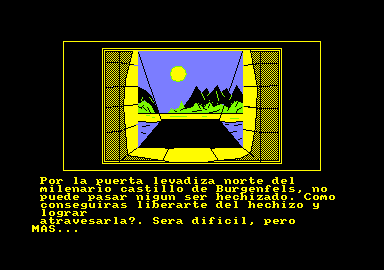 Por la puerta levadiza norte del
milenario castillo de Burgenfels, no
puede pasar nigun ser hechizado. Como
conseguiras liberarte del hechizo y
lograr
atravesarla?. Sera dificil, pero
MAS...